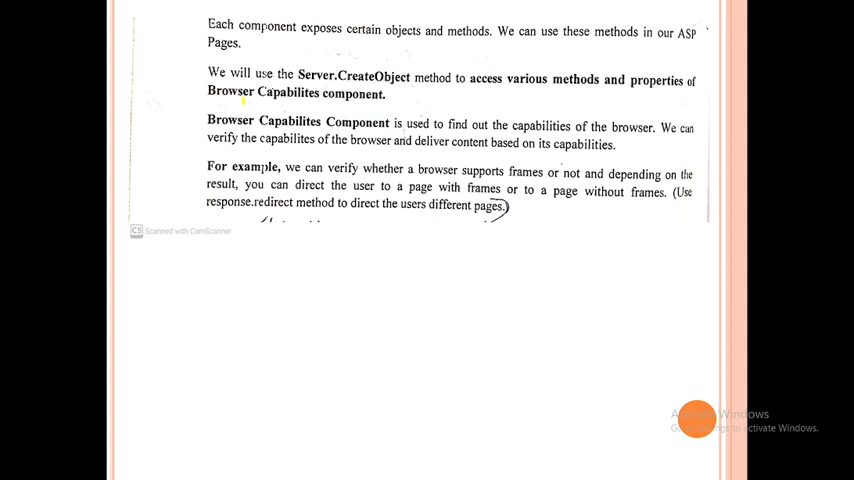 Each component exposes certain objects and methods. We can use these methods in our ASP
Pages.
We will use the Server.CreateObject method to access various methods and properties of
Browser Capabilites component.
Browser Capabilites Component is used to find out the capabilities of the browser. We can
verify the capabilites of the browser and deliver content based on its capabilities.
For example, we can verify whether a browser supports frames or not and depending on the
result, you can direct the user to a page with frames or to a page without frames. (Use
response.redirect method to direct the users different pages.)
CS Scanned with CamScanner
Activate Windows
Go to Settings to activate Windows.